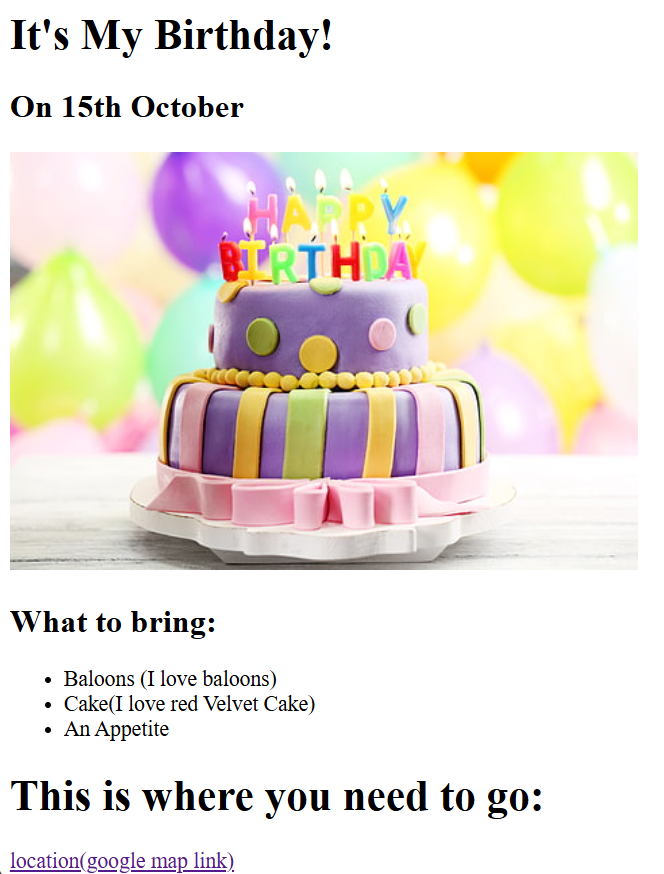 It's My Birthday!
On 15th October
HAPPY
BIRTHDAY
What to bring:
Baloons (I love baloons)
Cake(I love red Velvet Cake)
An Appetite
This is where you need to go:
location(google map link)